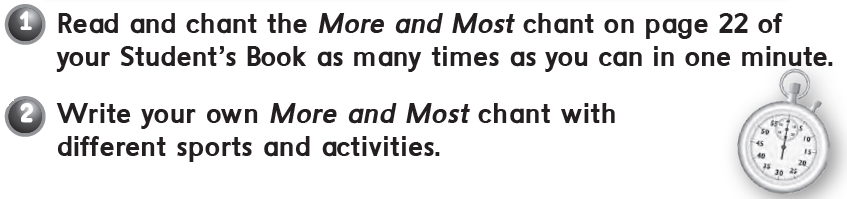 1 Read and chant the More and Most chant on page 22 of
your Student's Book as many times as you can in one minute.
2 Write your own More and Most chant with
different sports and activities.
55 5
50 10
45 15
40 20
35 30 25